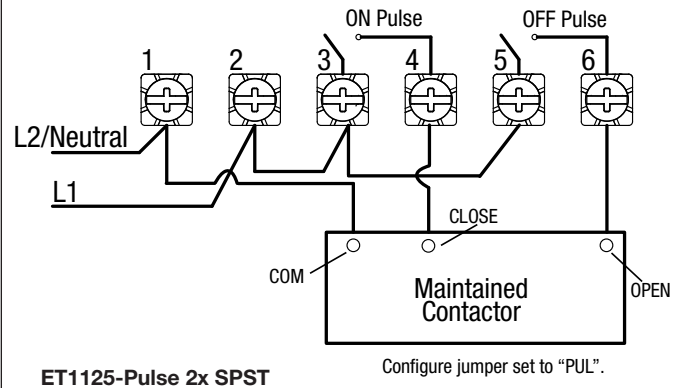 ON Pulse
OFF Pulse
1
2
3
4
5
6
L2/Neutral
L1
CLOSE
COM
OPEN
Maintained
Contactor
Configure jumper set to “PUL”.
ET1125-Pulse 2x SPST